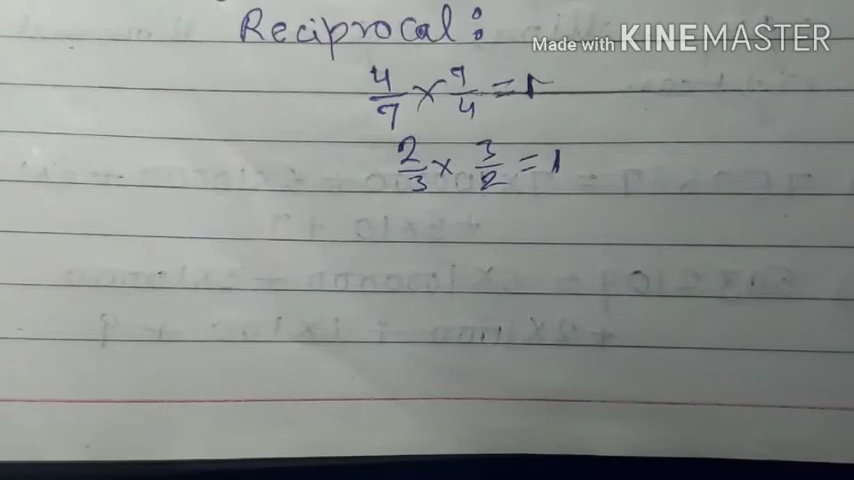 Reciprocal:
Made with KINEMASTER
4/7 × 7/4 = 1
2/3 × 3/2 = 1